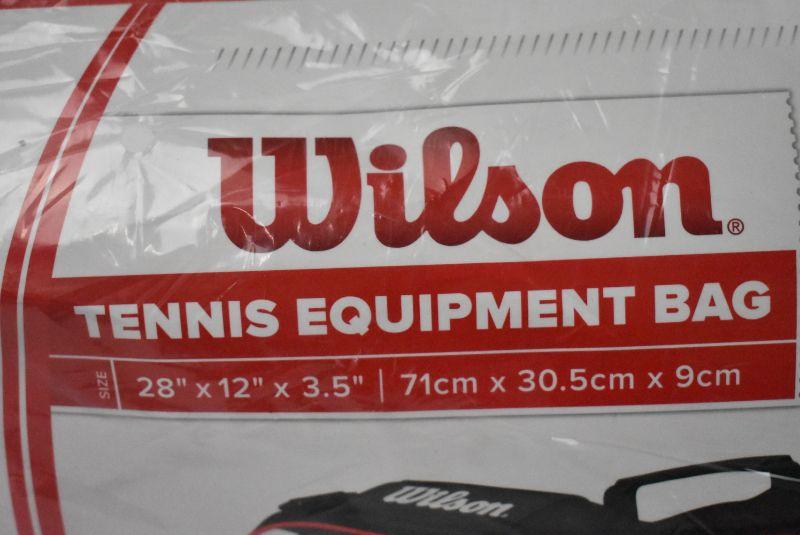 Wilson®
TENNIS EQUIPMENT BAG
SIZE
28" x 12" x 3.5" | 71cm x 30.5cm x 9cm
Wilson